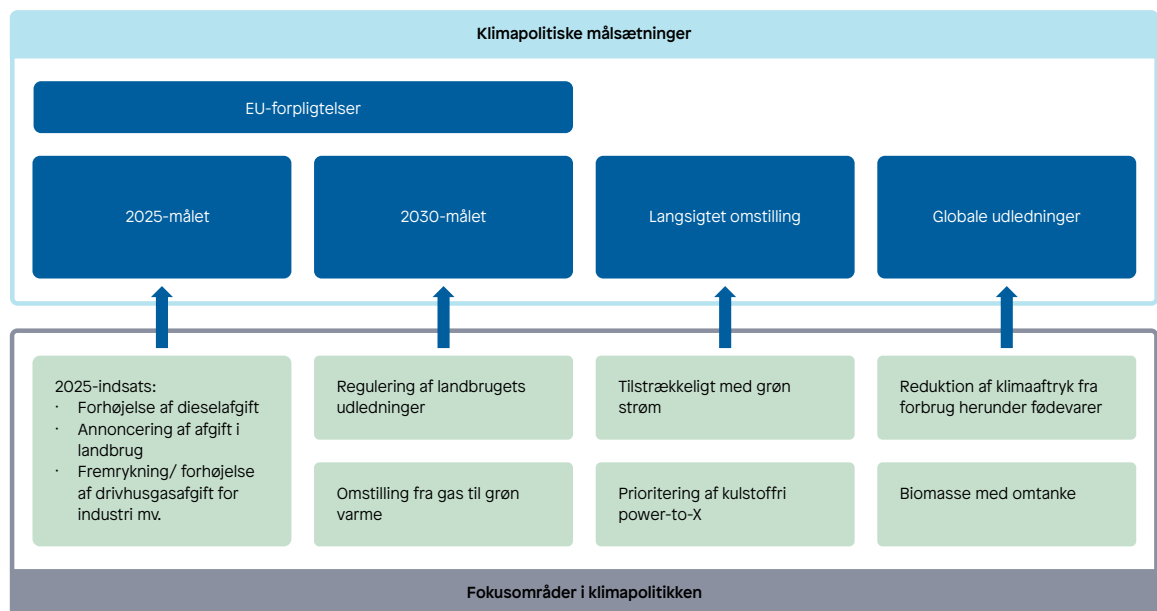 Klimapolitiske målsætninger
EU-forpligtelser
2025-målet
2030-målet
Langsigtet omstilling
Globale udledninger
2025-indsats:
· Forhøjelse af dieselafgift
· Annoncering af afgift i
landbrug
· Fremrykning/ forhøjelse
af drivhusgasafgift for
industri mv.
Regulering af landbrugets
udledninger
Omstilling fra gas til grøn
varme
Tilstrækkeligt med grøn
strøm
Prioritering af kulstoffri
power-to-X
Reduktion af klimaaftryk fra
forbrug herunder fødevarer
Biomasse med omtanke
Fokusområder i klimapolitikken